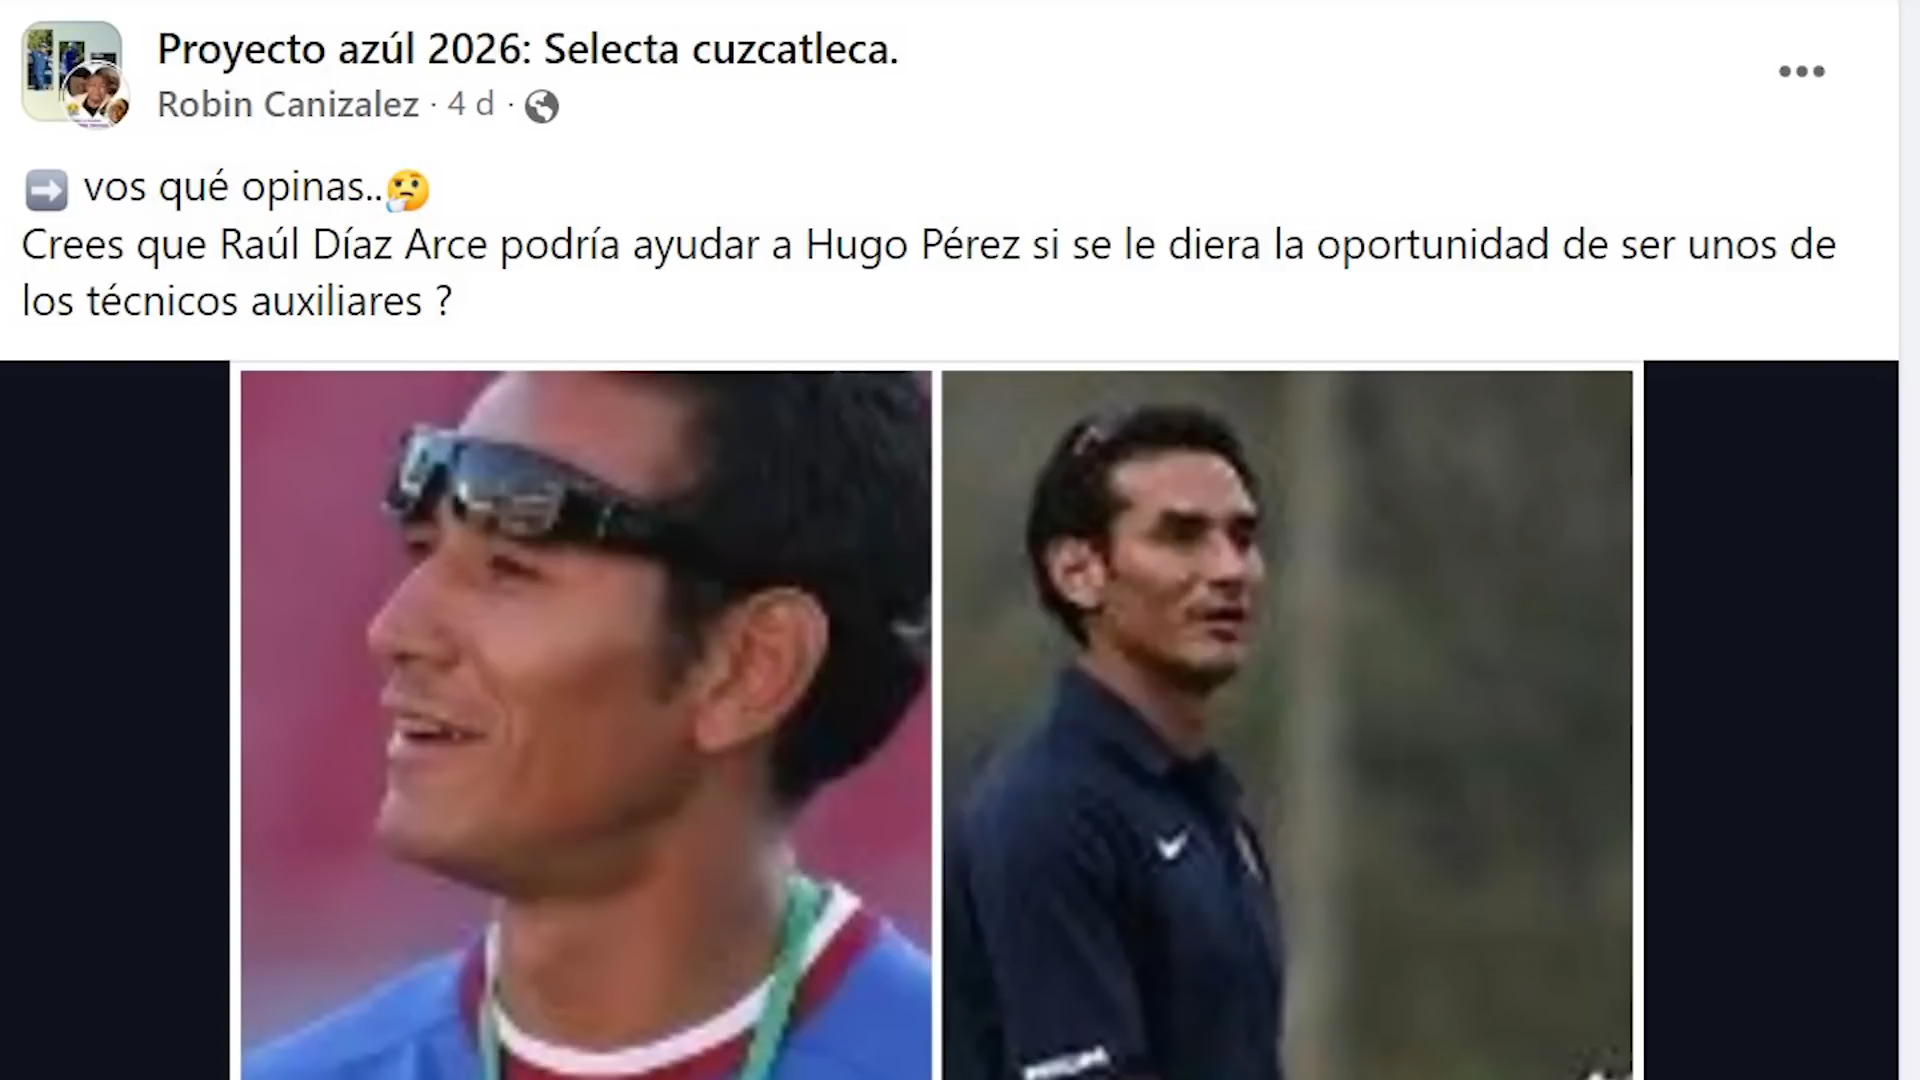 Proyecto azúl 2026: Selecta cuzcatleca.
Robin Canizalez · 4 d ·
vos qué opinas..
Crees que Raúl Díaz Arce podría ayudar a Hugo Pérez si se le diera la oportunidad de ser unos de
los técnicos auxiliares ?